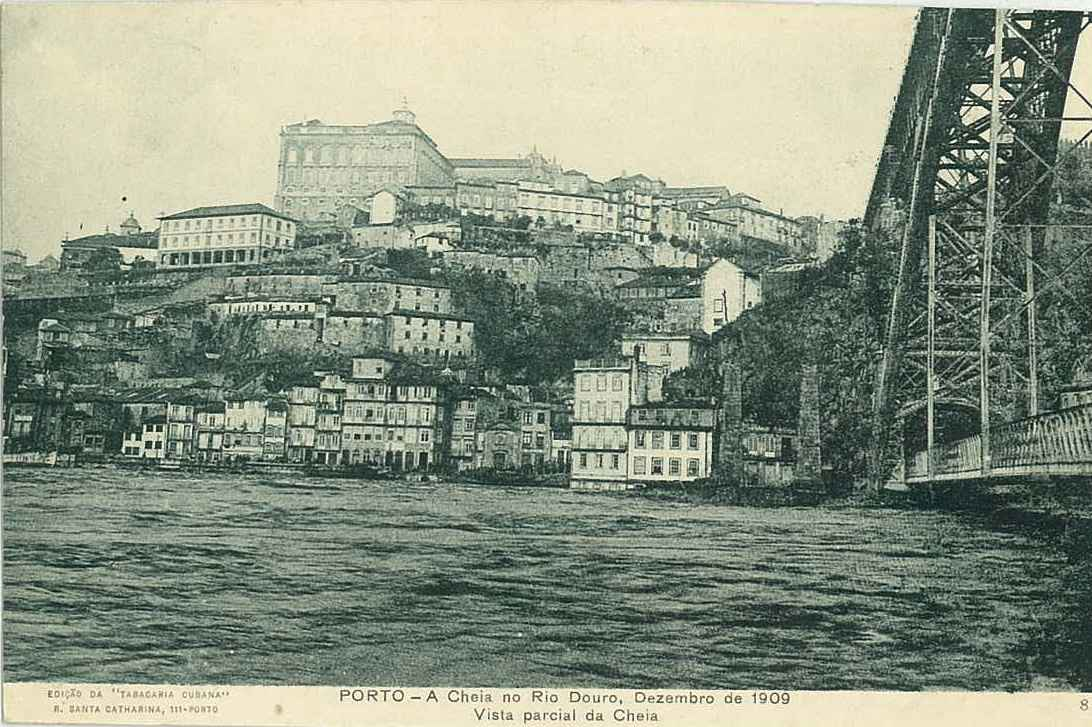 EDIÇÃO DA "TABACARIA CUBANA"
R. SANTA CATHARINA, 111-PORTO
PORTO – A Cheia no Rio Douro, Dezembro de 1909
Vista parcial da Cheia